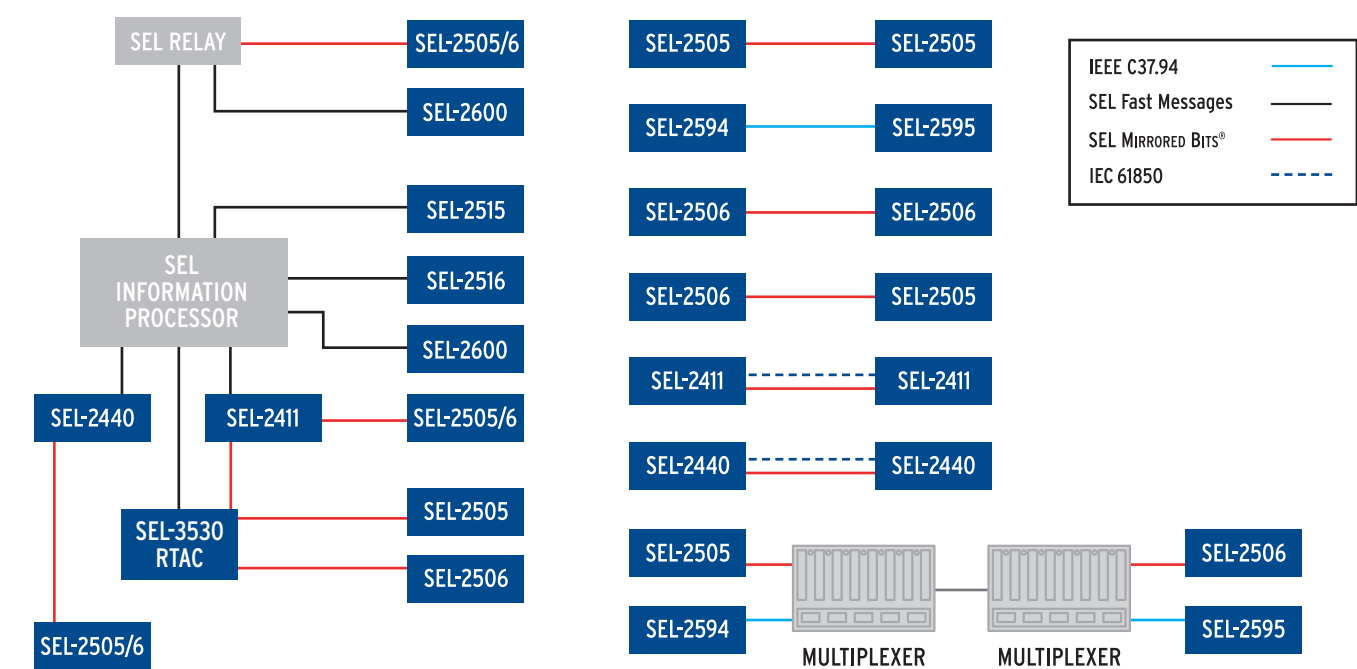 SEL RELAY
SEL-2505/6
SEL-2600
SEL-2515
SEL
INFORMATION
PROCESSOR
SEL-2516
SEL-2600
SEL-2440
SEL-2411
SEL-2505/6
SEL-3530
RTAC
SEL-2505
SEL-2506
SEL-2505/6
SEL-2505
SEL-2505
SEL-2594
SEL-2595
SEL-2506
SEL-2506
SEL-2506
SEL-2505
SEL-2411
SEL-2411
SEL-2440
SEL-2440
SEL-2505
SEL-2506
SEL-2594
SEL-2595
MULTIPLEXER
MULTIPLEXER
IEEE C37.94
SEL Fast Messages
SEL MIRRORED BITS®
IEC 61850